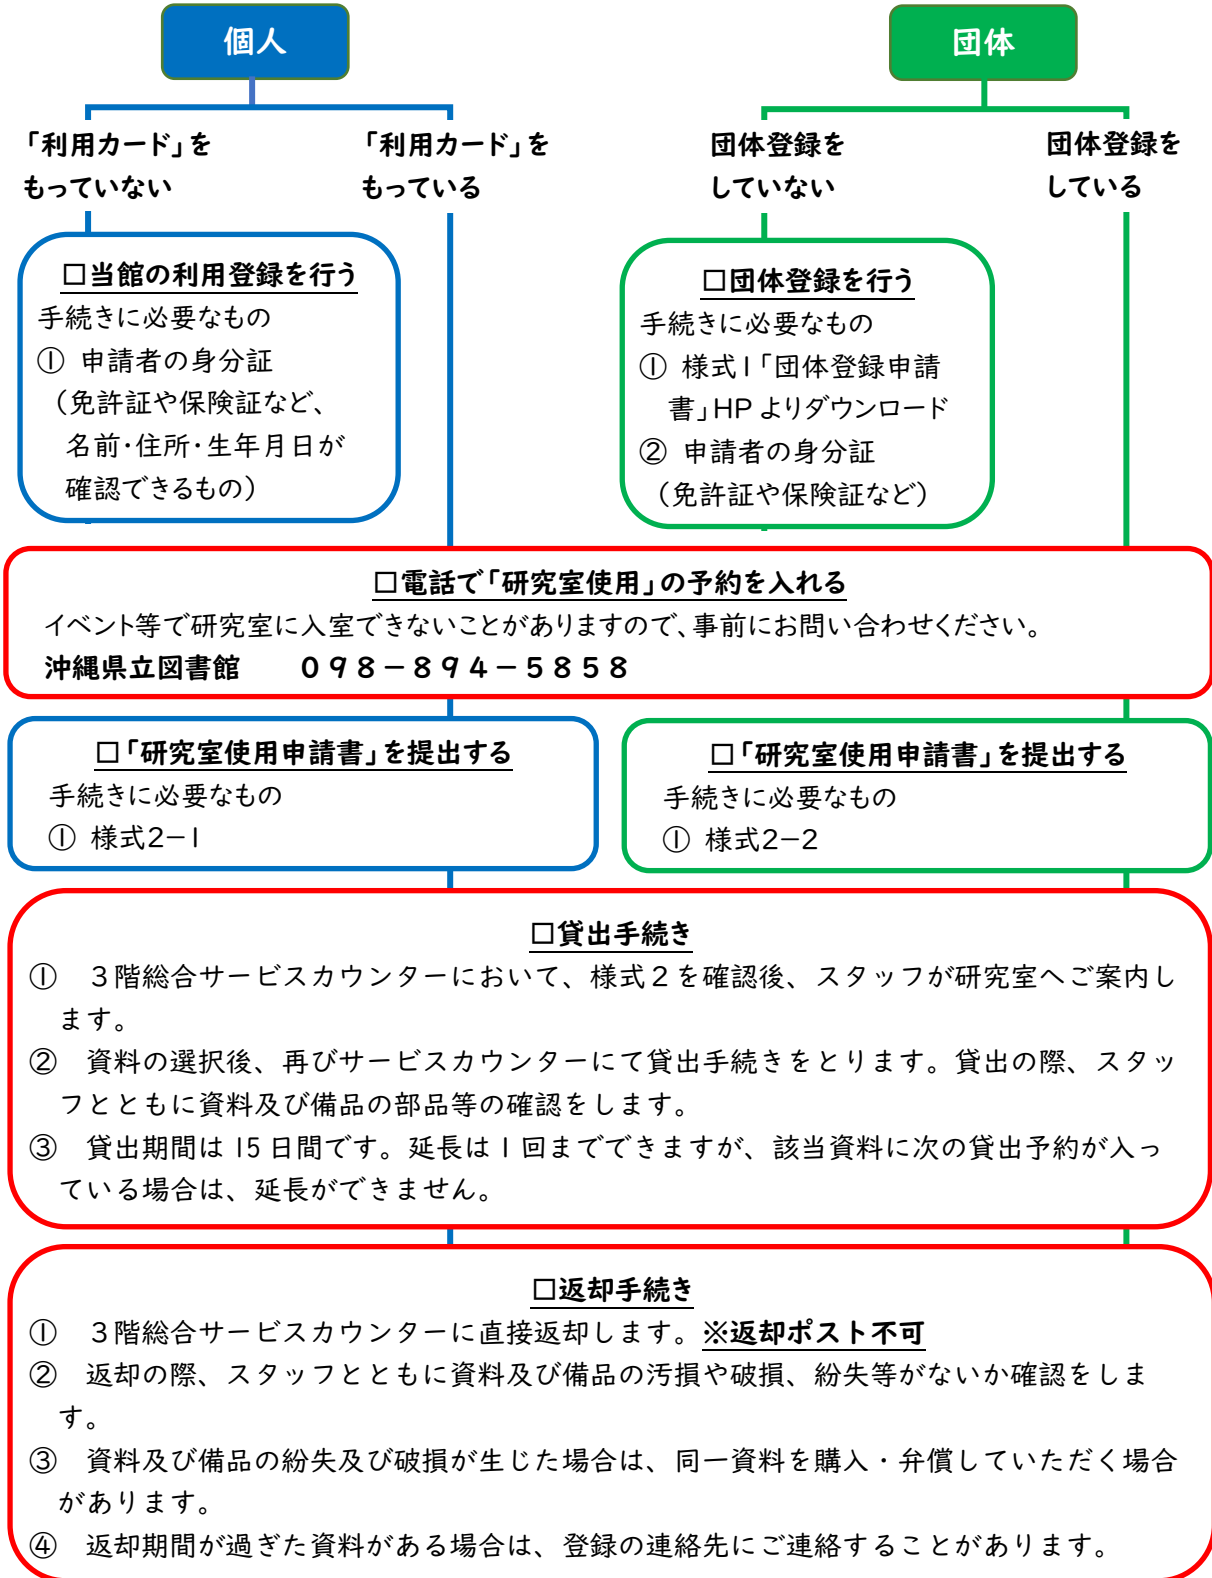 個人
団体
「利用カード」を
もっていない
「利用カード」を
もっている
団体登録を
していない
団体登録を
している
□当館の利用登録を行う
手続きに必要なもの
① 申請者の身分証
(免許証や保険証など、
名前・住所・生年月日が
確認できるもの)
□団体登録を行う
手続きに必要なもの
① 様式1「団体登録申請
書」HPよりダウンロード
② 申請者の身分証
(免許証や保険証など)
□電話で「研究室使用」の予約を入れる
イベント等で研究室に入室できないことがありますので、事前にお問い合わせください。
沖縄県立図書館 098-894-5858
□「研究室使用申請書」を提出する
手続きに必要なもの
① 様式2-1
□「研究室使用申請書」を提出する
手続きに必要なもの
① 様式2-2
□貸出手続き
① 3階総合サービスカウンターにおいて、様式2を確認後、スタッフが研究室へご案内し
ます。
② 資料の選択後、再びサービスカウンターにて貸出手続きをとります。貸出の際、スタッ
フとともに資料及び備品の部品等の確認をします。
③ 貸出期間は15日間です。延長は1回までできますが、該当資料に次の貸出予約が入っ
ている場合は、延長ができません。
□返却手続き
① 3階総合サービスカウンターに直接返却します。※返却ポスト不可
② 返却の際、スタッフとともに資料及び備品の汚損や破損、紛失等がないか確認をしま
す。
③ 資料及び備品の紛失及び破損が生じた場合は、同一資料を購入・弁償していただく場合
があります。
④ 返却期間が過ぎた資料がある場合は、登録の連絡先にご連絡することがあります。